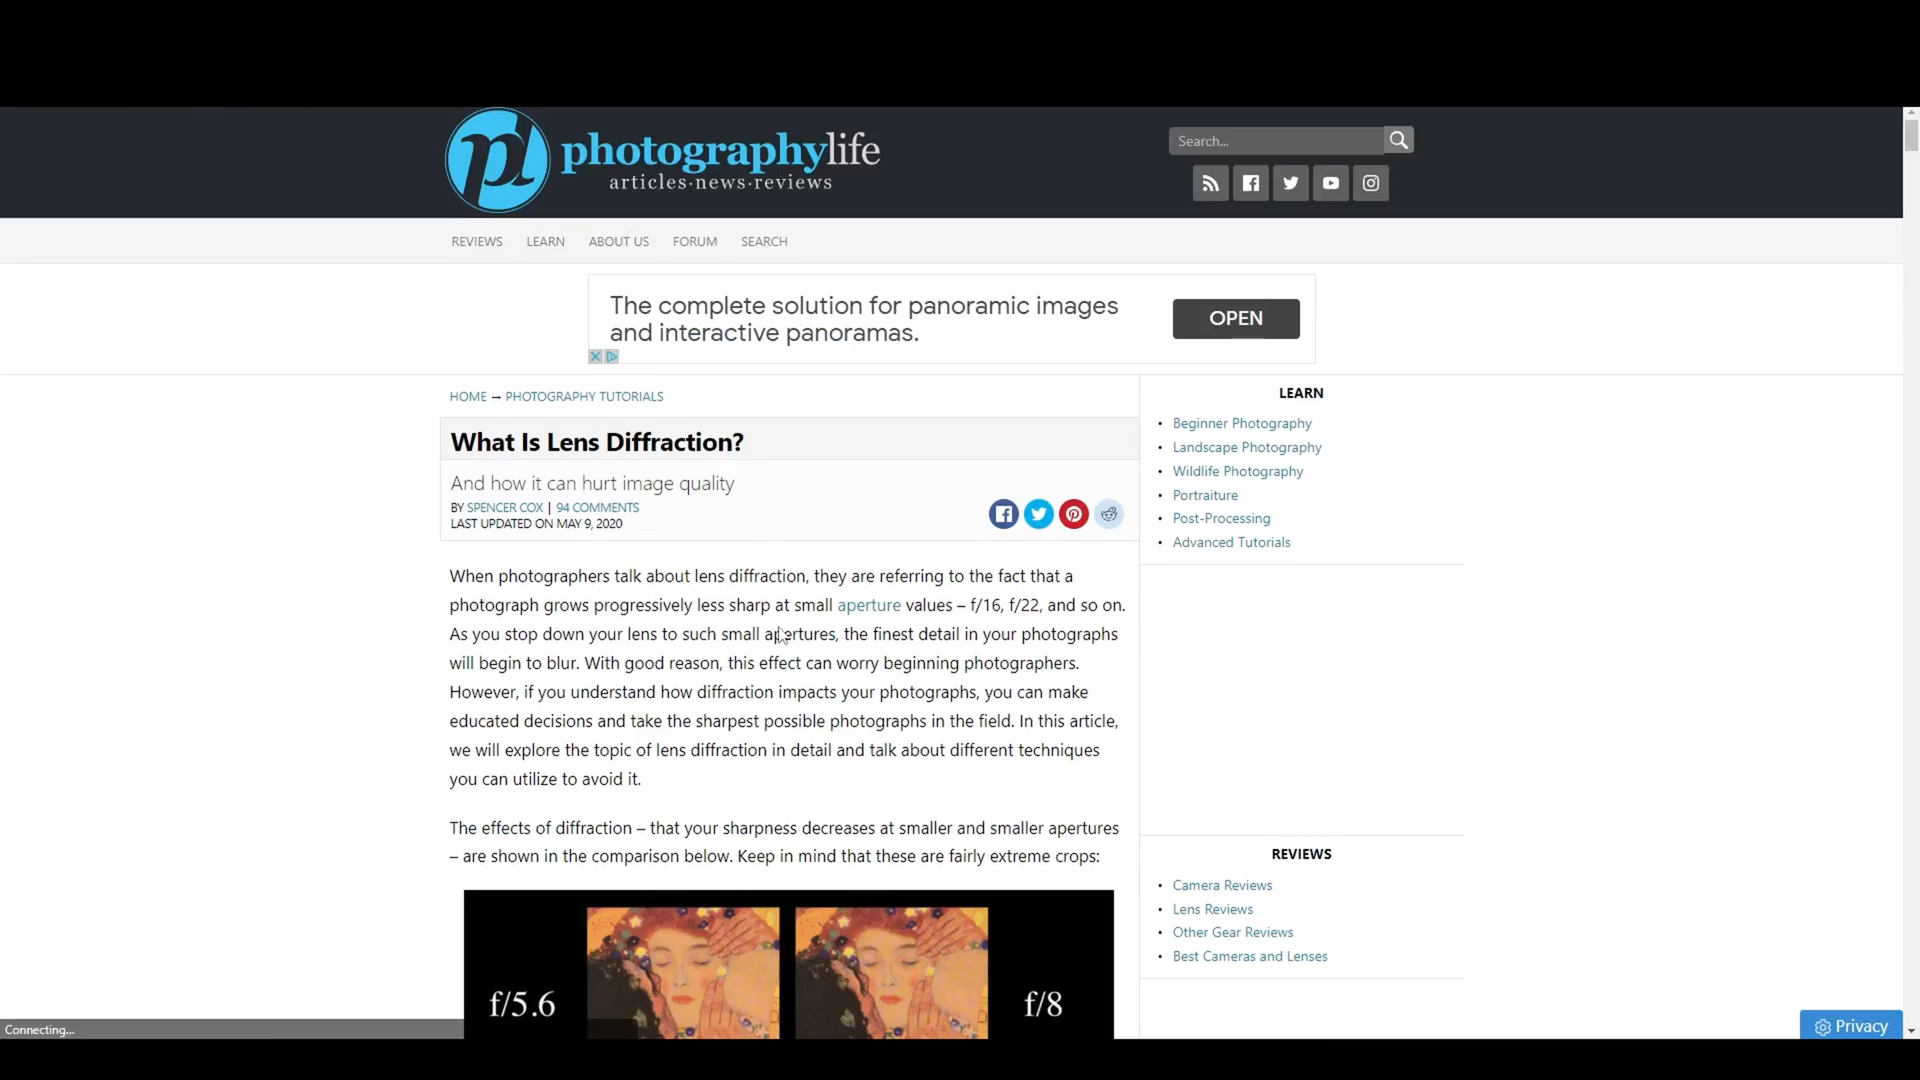 photographylife
articles·news·reviews
Search...
REVIEWS LEARN ABOUT US FORUM SEARCH
The complete solution for panoramic images
and interactive panoramas.
OPEN
HOME → PHOTOGRAPHY TUTORIALS
What Is Lens Diffraction?
And how it can hurt image quality
BY SPENCER COX | 94 COMMENTS
LAST UPDATED ON MAY 9, 2020
When photographers talk about lens diffraction, they are referring to the fact that a
photograph grows progressively less sharp at small aperture values – f/16, f/22, and so on.
As you stop down your lens to such small apertures, the finest detail in your photographs
will begin to blur. With good reason, this effect can worry beginning photographers.
However, if you understand how diffraction impacts your photographs, you can make
educated decisions and take the sharpest possible photographs in the field. In this article,
we will explore the topic of lens diffraction in detail and talk about different techniques
you can utilize to avoid it.
The effects of diffraction – that your sharpness decreases at smaller and smaller apertures
– are shown in the comparison below. Keep in mind that these are fairly extreme crops:
f/5.6
f/8
LEARN
• Beginner Photography
• Landscape Photography
• Wildlife Photography
• Portraiture
• Post-Processing
• Advanced Tutorials
REVIEWS
• Camera Reviews
• Lens Reviews
• Other Gear Reviews
• Best Cameras and Lenses
Connecting...
Privacy